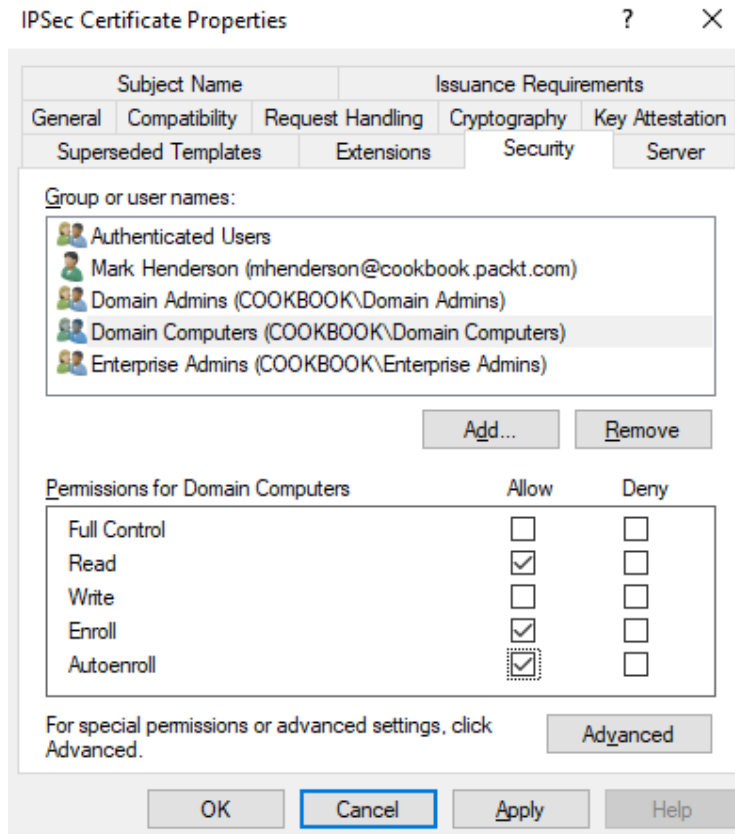 IPSec Certificate Properties ? X
Subject Name Issuance Requirements
General Compatibility Request Handling Cryptography Key Attestation
Superseded Templates Extensions Security Server
Group or user names:
Authenticated Users
Mark Henderson (mhenderson@cookbook.packt.com)
Domain Admins (COOKBOOK\Domain Admins)
Domain Computers (COOKBOOK\Domain Computers)
Enterprise Admins (COOKBOOK\Enterprise Admins)
Add... Remove
Permissions for Domain Computers Allow Deny
Full Control
Read
Write
Enroll
Autoenroll
For special permissions or advanced settings, click
Advanced.
Advanced
OK Cancel Apply Help